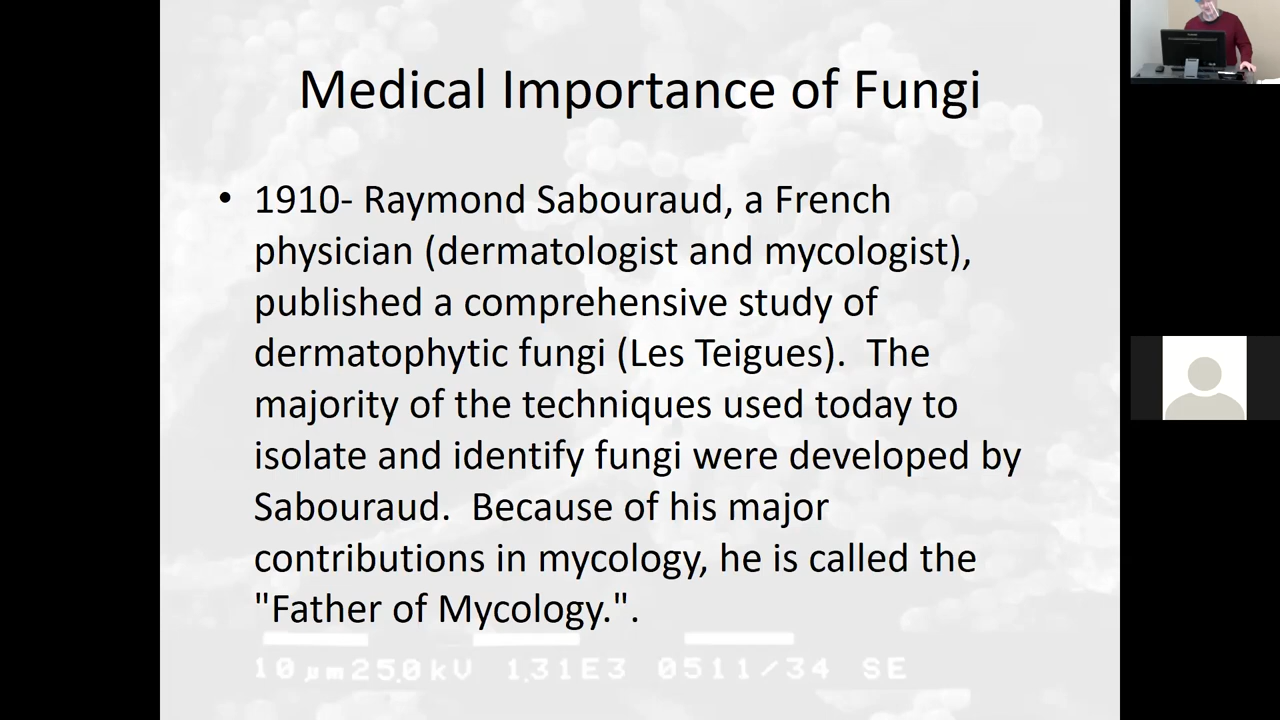 Medical Importance of Fungi
• 1910- Raymond Sabouraud, a French
physician (dermatologist and mycologist),
published a comprehensive study of
dermatophytic fungi (Les Teigues).  The
majority of the techniques used today to
isolate and identify fungi were developed by
Sabouraud.  Because of his major
contributions in mycology, he is called the
"Father of Mycology.".
10µm25.0kV 1.31E3 0511/34 SE